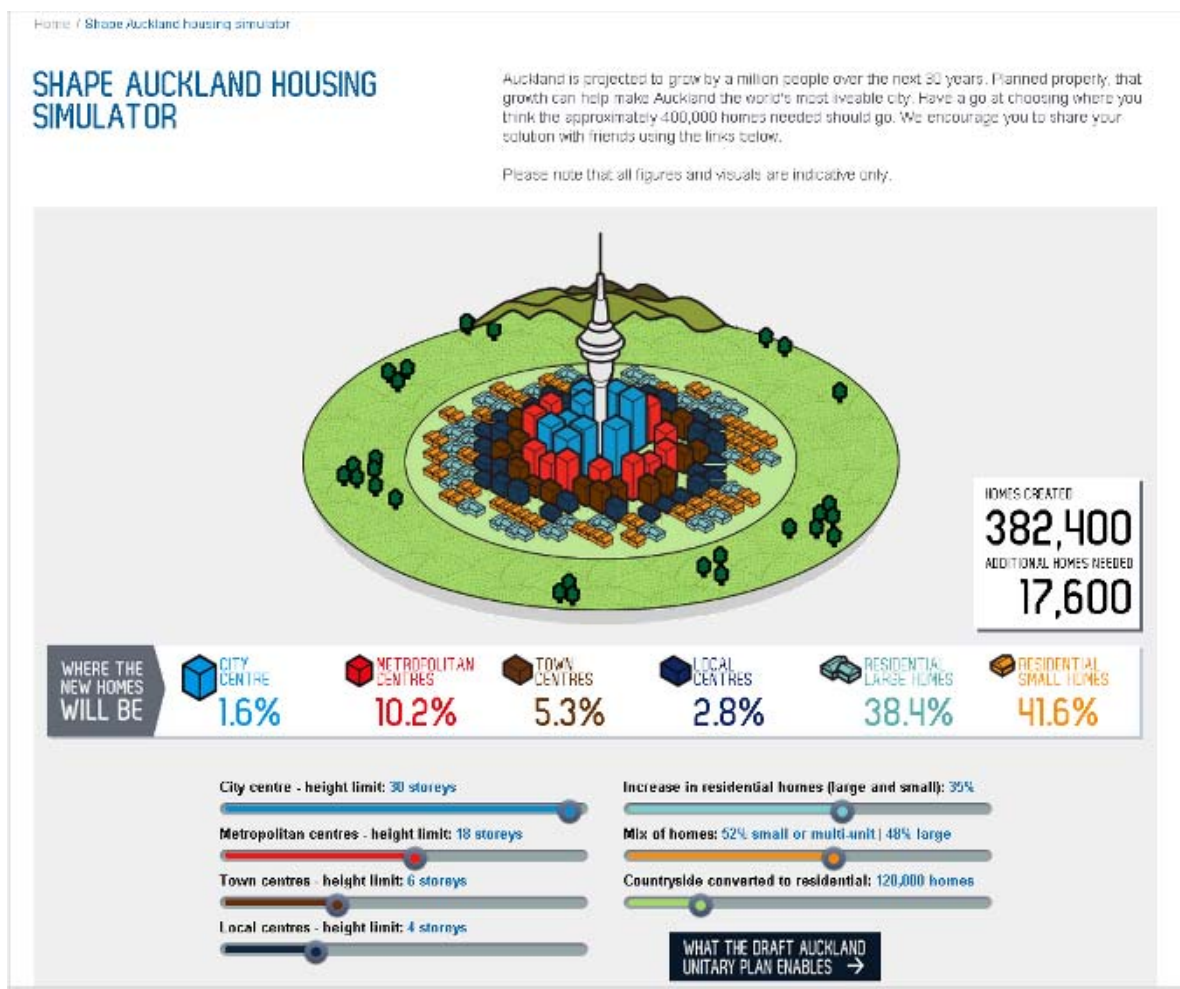 Home / Shape Auckland housing simulator
SHAPE AUCKLAND HOUSING
SIMULATOR
Auckland is projected to grow by a million people over the next 30 years. Planned properly, that
growth can help make Auckland the world's most liveable city. Have a go at choosing where you
think the approximately 400,000 homes needed should go. We encourage you to share your
solution with friends using the links below.
Please note that all figures and visuals are indicative only.
HOMES CREATED
382,400
ADDITIONAL HOMES NEEDED
17,600
WHERE THE
NEW HOMES
WILL BE
CITY
CENTRE
1.6%
METROPOLITAN
CENTRES
10.2%
TOWN
CENTRES
5.3%
LOCAL
CENTRES
2.8%
RESIDENTIAL
LARGE HOMES
38.4%
RESIDENTIAL
SMALL HOMES
41.6%
City centre - height limit: 30 storeys
Metropolitan centres - height limit: 18 storeys
Town centres - height limit: 6 storeys
Local centres - height limit: 4 storeys
Increase in residential homes (large and small): 35%
Mix of homes: 52% small or multi-unit | 48% large
Countryside converted to residential: 120,000 homes
WHAT THE DRAFT AUCKLAND
UNITARY PLAN ENABLES →